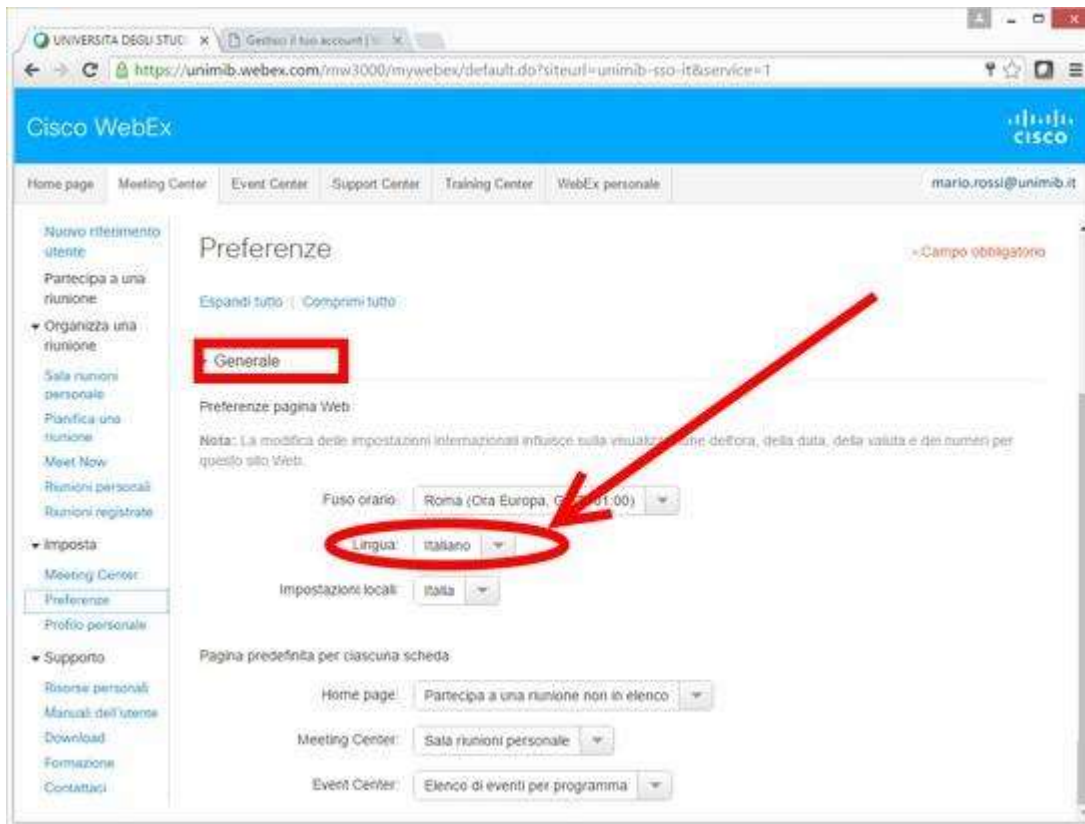 UNIVERSITA DEGLI STUD
Gestisci il tuo account |
https://unimib.webex.com/mw3000/mywebex/default.do?siteurl=unimib-sso-it&service=1
Cisco WebEx
CISCO
Home page
Meeting Center
Event Center
Support Center
Training Center
WebEx personale
mario.rossi@unimib.it
Nuovo riferimento
utente
Partecipa a una
riunione
Organizza una
riunione
Sala riunioni
personale
Pianifica una
riunione
Meet Now
Riunioni personali
Riunioni registrate
Imposta
Meeting Center
Preferenze
Profilo personale
Supporto
Risorse personali
Manuali dell'utente
Download
Formazione
Contattaci
Preferenze
Campo obbligatorio
Espandi tutto | Comprimi tutto
Generale
Preferenze pagina Web
Nota: La modifica delle impostazioni internazionali influisce sulla dell'ora, della data, della valuta e dei numeri per
questo sito Web.
Fuso orario: Roma (Ora Europa, 01:00)
Lingua: Italiano
Impostazioni locali: Italia
Pagina predefinita per ciascuna scheda
Home page: Partecipa a una riunione non in elenco
Meeting Center: Sala riunioni personale
Event Center: Elenco di eventi per programma